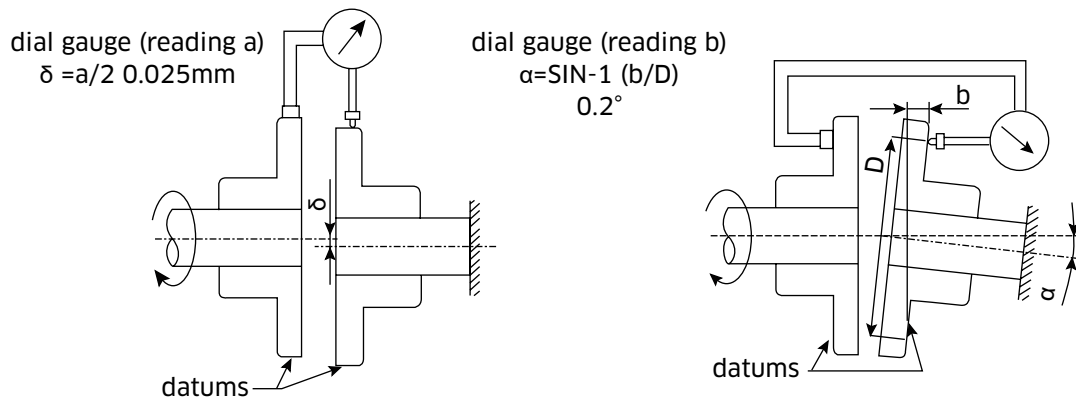 dial gauge (reading a)
δ =a/2 0.025mm
δ
datums
dial gauge (reading b)
α=SIN-1 (b/D)
0.2°
b
D
α
datums